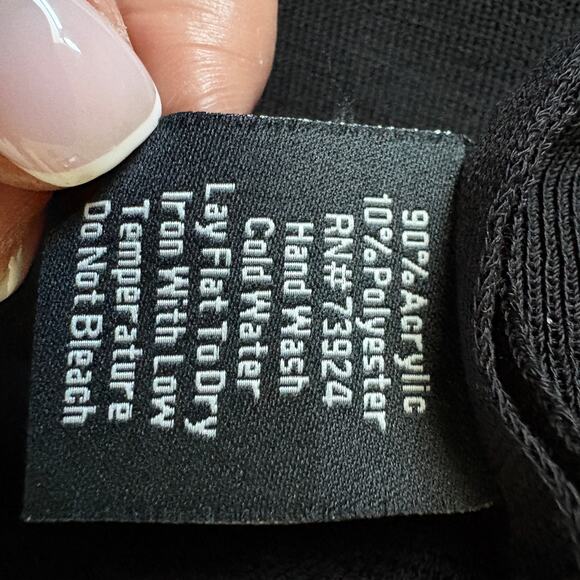 90% Acrylic
10% Polyester
RN# 73924
Hand Wash
Cold Water
Lay Flat To Dry
Iron With Low
Temperature
Do Not Bleach